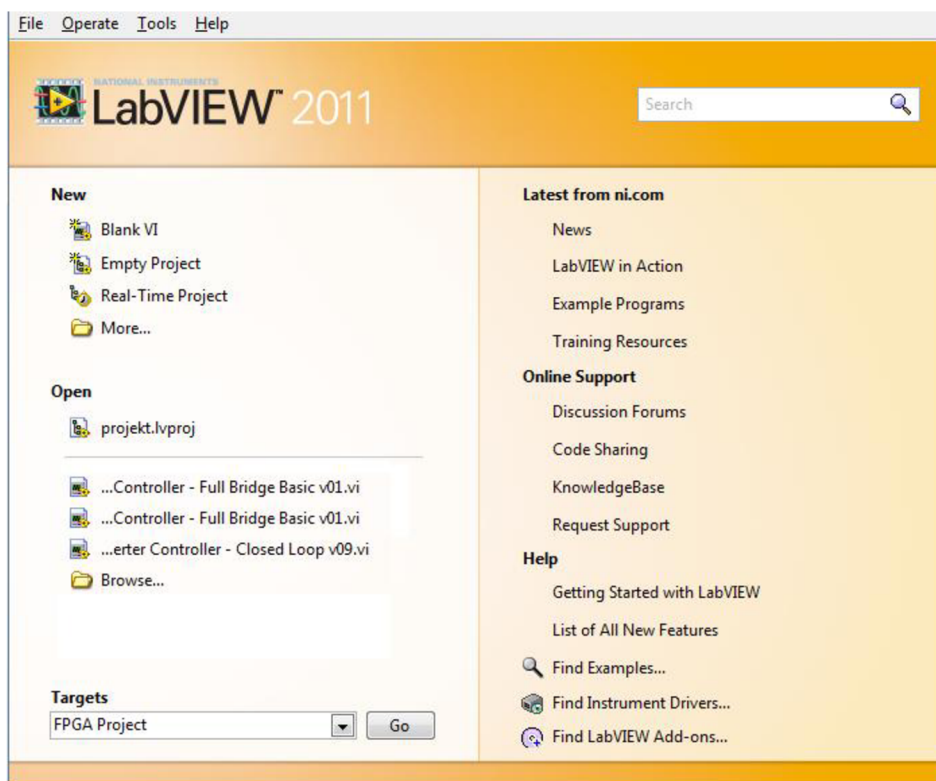 File Operate Tools Help
NATIONAL INSTRUMENTS
LabVIEW™ 2011
Search
New
Blank VI
Empty Project
Real-Time Project
More...
Open
projekt.lvproj
...Controller - Full Bridge Basic v01.vi
...Controller - Full Bridge Basic v01.vi
...erter Controller - Closed Loop v09.vi
Browse...
Targets
FPGA Project
Go
Latest from ni.com
News
LabVIEW in Action
Example Programs
Training Resources
Online Support
Discussion Forums
Code Sharing
KnowledgeBase
Request Support
Help
Getting Started with LabVIEW
List of All New Features
Find Examples...
Find Instrument Drivers...
Find LabVIEW Add-ons...